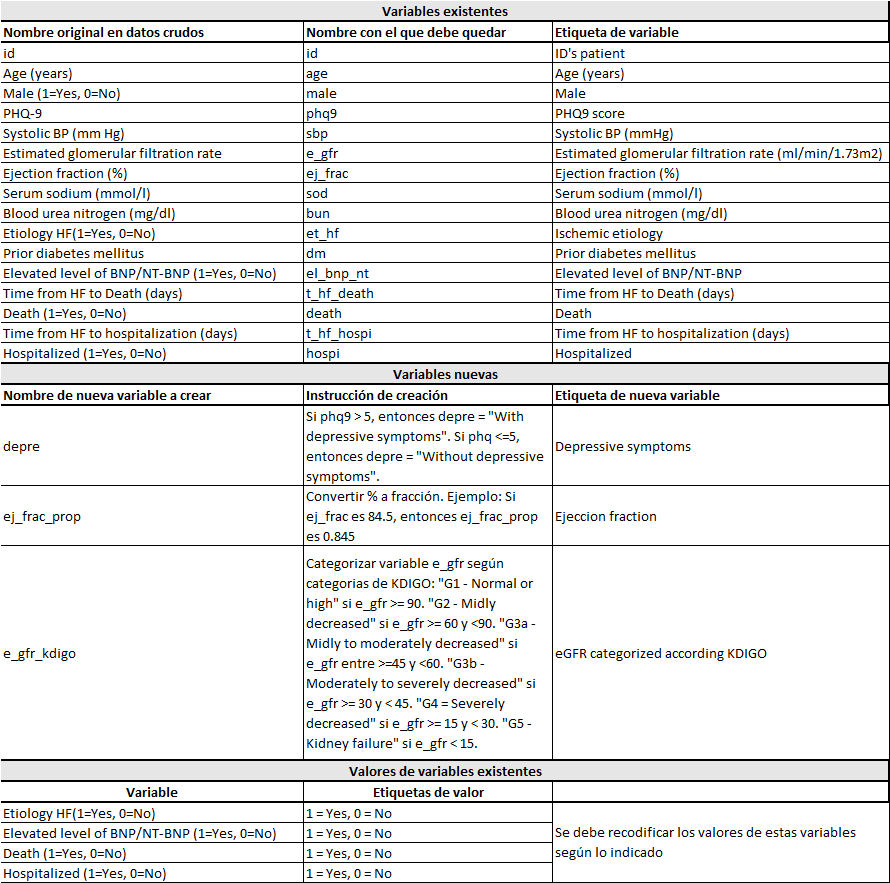 Variables existentes
Nombre original en datos crudos Nombre con el que debe quedar Etiqueta de variable
id id ID's patient
Age (years) age Age (years)
Male (1=Yes, 0=No) male Male
PHQ-9 phq9 PHQ9 score
Systolic BP (mm Hg) sbp Systolic BP (mmHg)
Estimated glomerular filtration rate e_gfr Estimated glomerular filtration rate (ml/min/1.73m2)
Ejection fraction (%) ej_frac Ejection fraction (%)
Serum sodium (mmol/l) sod Serum sodium (mmol/l)
Blood urea nitrogen (mg/dl) bun Blood urea nitrogen (mg/dl)
Etiology HF(1=Yes, 0=No) et_hf Ischemic etiology
Prior diabetes mellitus dm Prior diabetes mellitus
Elevated level of BNP/NT-BNP (1=Yes, 0=No) el_bnp_nt Elevated level of BNP/NT-BNP
Time from HF to Death (days) t_hf_death Time from HF to Death (days)
Death (1=Yes, 0=No) death Death
Time from HF to hospitalization (days) t_hf_hospi Time from HF to hospitalization (days)
Hospitalized (1=Yes, 0=No) hospi Hospitalized
Variables nuevas
Nombre de nueva variable a crear Instrucción de creación Etiqueta de nueva variable
depre
Si phq9 > 5, entonces depre = "With
depressive symptoms". Si phq <=5,
entonces depre = "Without depressive
symptoms".
Depressive symptoms
ej_frac_prop
Convertir % a fracción. Ejemplo: Si
ej_frac es 84.5, entonces ej_frac_prop
es 0.845
Ejeccion fraction
e_gfr_kdigo
Categorizar variable e_gfr según
categorias de KDIGO: "G1 - Normal or
high" si e_gfr >= 90. "G2 - Midly
decreased" si e_gfr >= 60 y <90. "G3a -
Midly to moderately decreased" si
e_gfr entre >=45 y <60. "G3b -
Moderately to severely decreased" si
e_gfr >= 30 y < 45. "G4 = Severely
decreased" si e_gfr >= 15 y < 30. "G5 -
Kidney failure" si e_gfr < 15.
eGFR categorized according KDIGO
Valores de variables existentes
Variable Etiquetas de valor
Etiology HF(1=Yes, 0=No) 1 = Yes, 0 = No
Elevated level of BNP/NT-BNP (1=Yes, 0=No) 1 = Yes, 0 = No
Death (1=Yes, 0=No) 1 = Yes, 0 = No
Hospitalized (1=Yes, 0=No) 1 = Yes, 0 = No
Se debe recodificar los valores de estas variables
según lo indicado